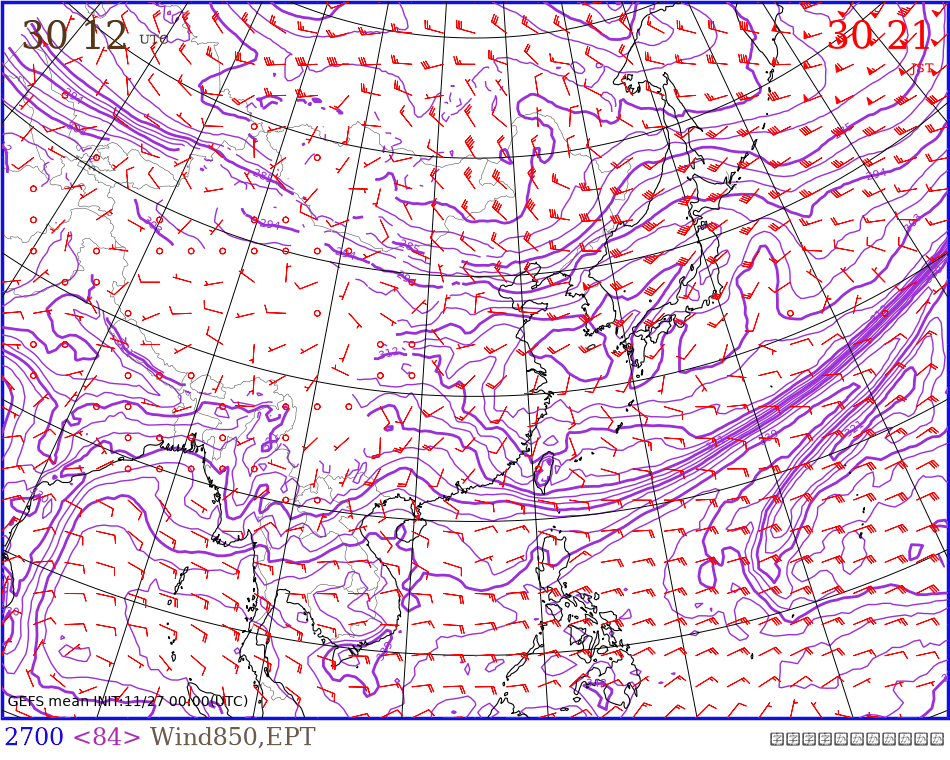 30 12 UTC 30 21 JST
GEFS mean INIT:11/27 00:00(UTC)
2700 <84> Wind850,EPT